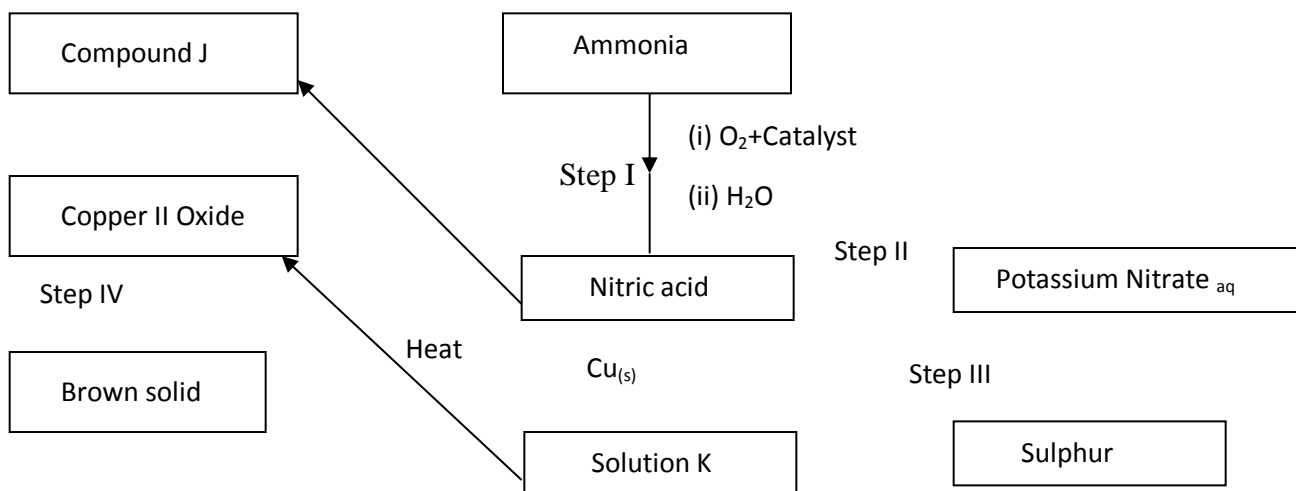 Compound J
Ammonia
(i) O₂+Catalyst
Step I
(ii) H₂O
Copper II Oxide
Step II
Nitric acid
Potassium Nitrate aq
Step IV
Heat
Cu(s)
Step III
Brown solid
Solution K
Sulphur